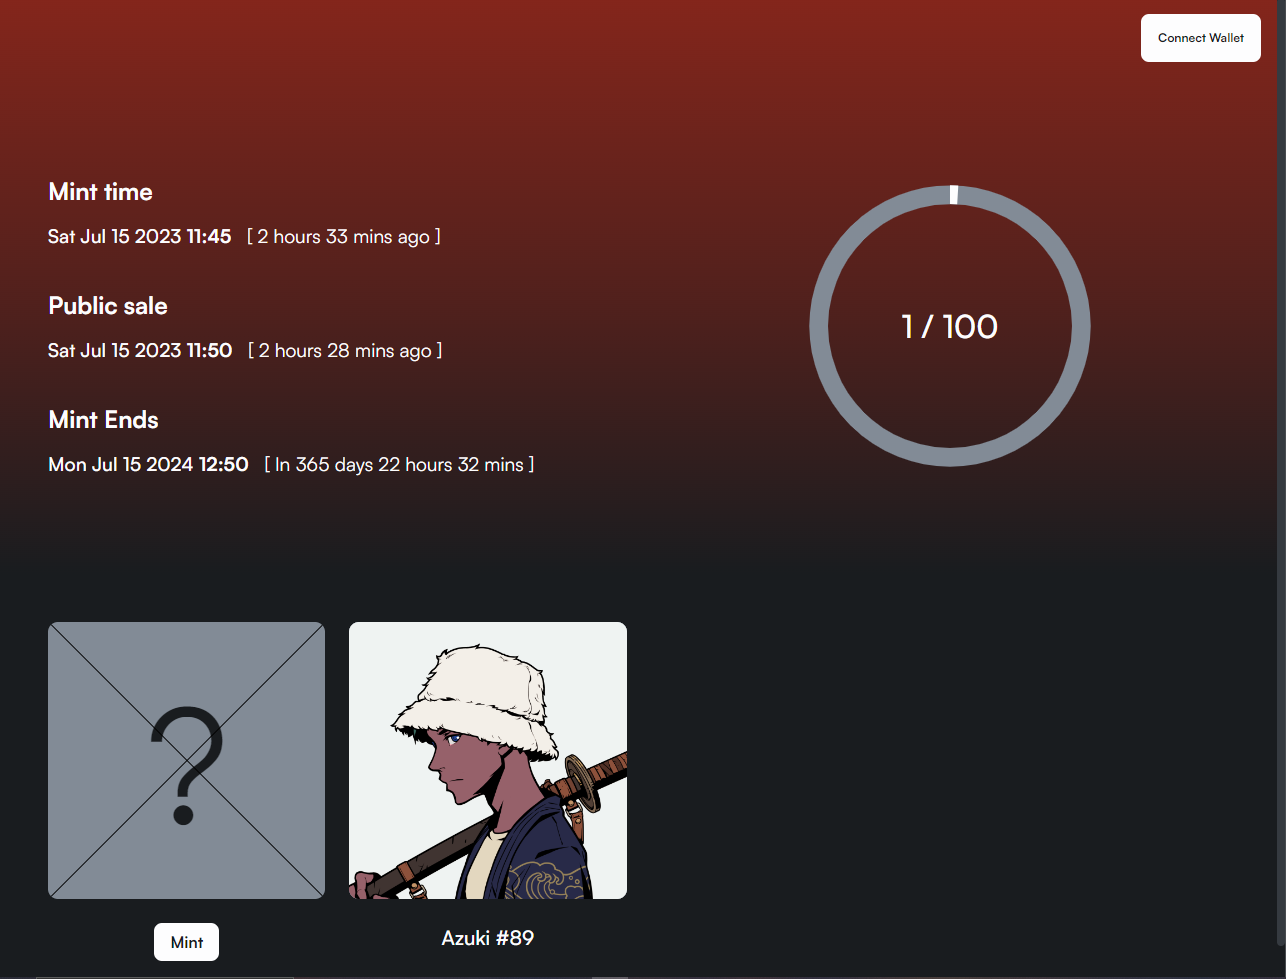 Connect Wallet
Mint time
Sat Jul 15 2023 11:45 [ 2 hours 33 mins ago ]
Public sale
Sat Jul 15 2023 11:50 [ 2 hours 28 mins ago ]
Mint Ends
Mon Jul 15 2024 12:50 [ In 365 days 22 hours 32 mins ]
1 / 100
?
Mint
Azuki #89